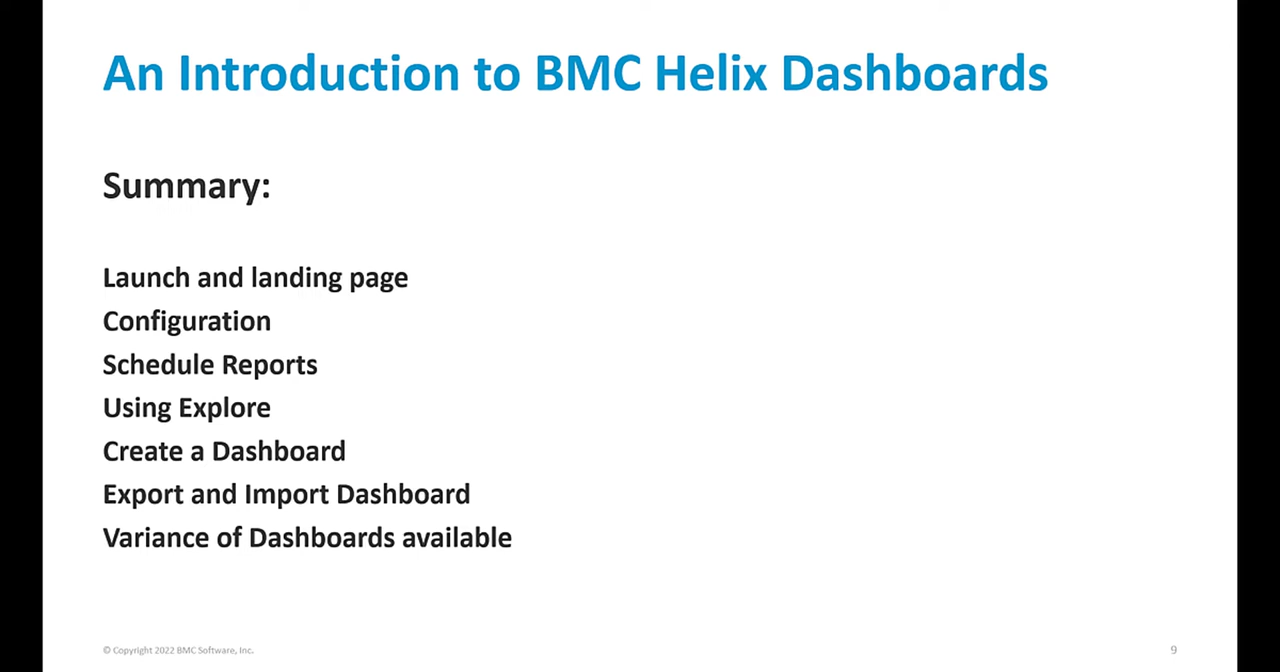 An Introduction to BMC Helix Dashboards
Summary:
Launch and landing page
Configuration
Schedule Reports
Using Explore
Create a Dashboard
Export and Import Dashboard
Variance of Dashboards available
© Copyright 2022 BMC Software, Inc.
9